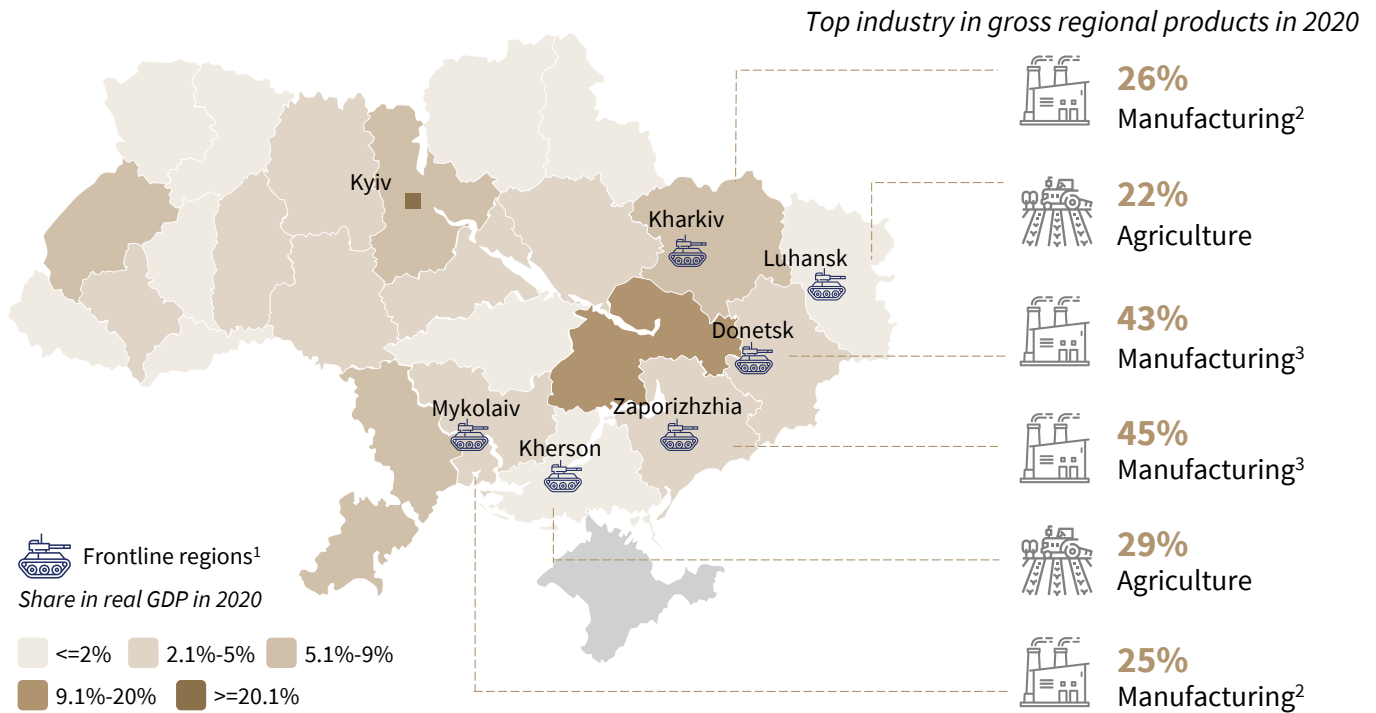 Top industry in gross regional products in 2020
26%
Manufacturing²
Kyiv
22%
Agriculture
Kharkiv
Luhansk
43%
Manufacturing³
Donetsk
Mykolaiv
Zaporizhzhia
45%
Manufacturing³
Kherson
Frontline regions¹
29%
Agriculture
Share in real GDP in 2020
<=2%
2.1%-5%
5.1%-9%
9.1%-20%
>=20.1%
25%
Manufacturing²